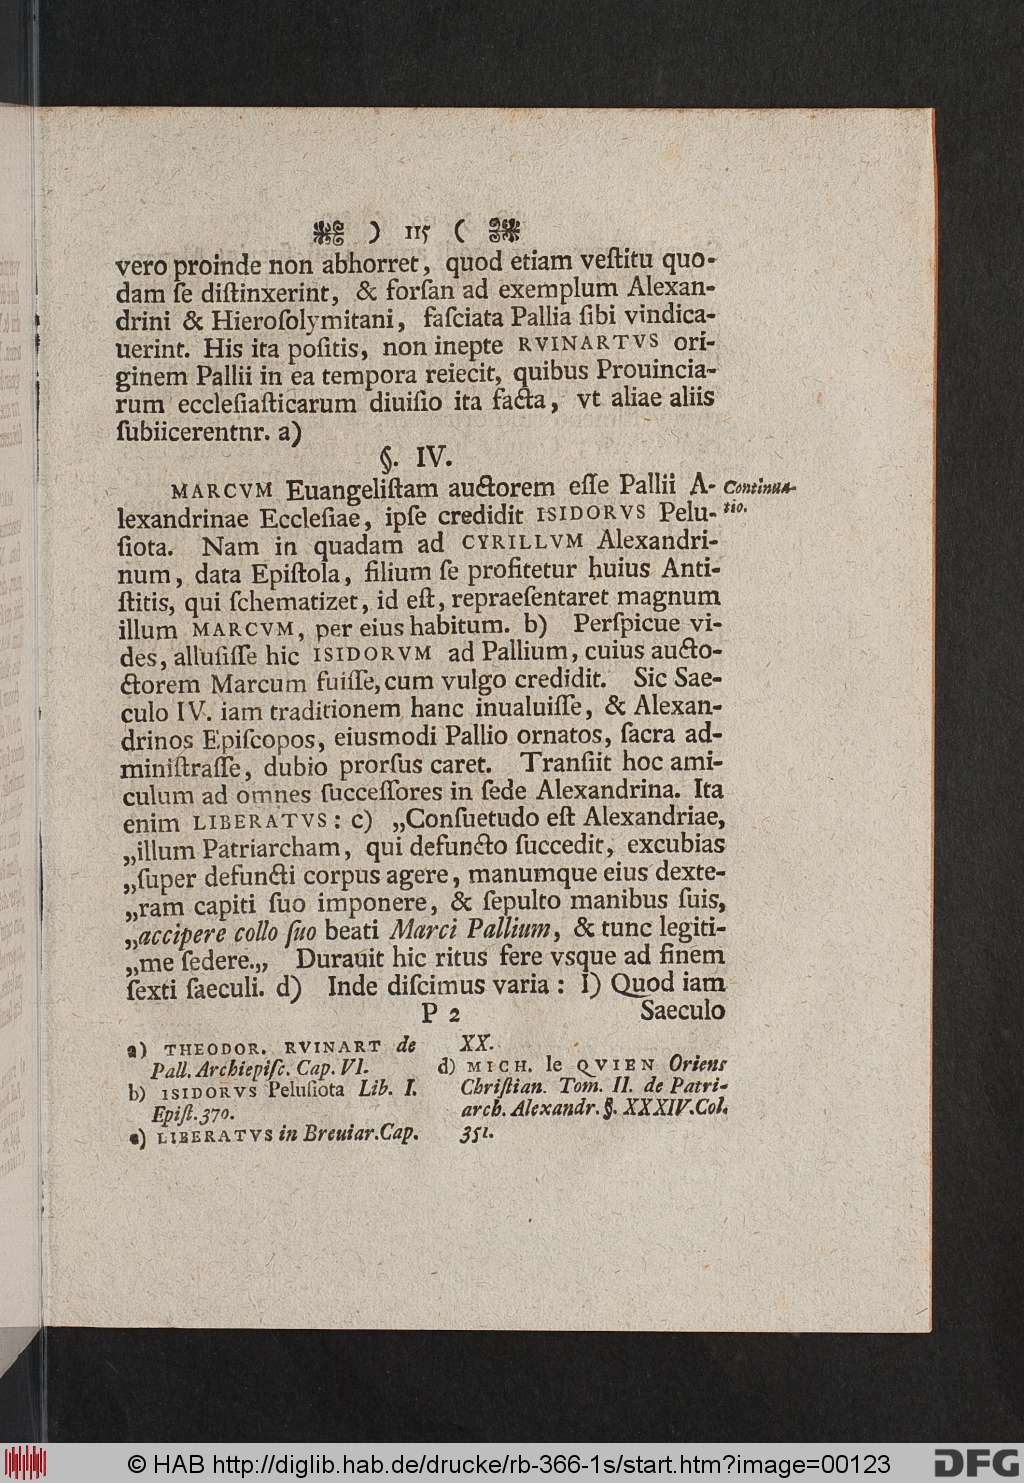 ) 115 (
vero proinde non abhorret, quod etiam veſtitu quo-
dam ſe diſtinxerint, & forſan ad exemplum Alexan-
drini & Hieroſolymitani, faſciata Pallia ſibi vindica-
uerint. His ita poſitis, non inepte RVINARTVS ori-
ginem Pallii in ea tempora reiecit, quibus Prouincia-
rum eccleſiaſticarum diuiſio ita facta, vt aliae aliis
ſubiicerentnr. a)
§. IV.
MARCVM Euangeliſtam auctorem eſſe Pallii A- Continua-
lexandrinae Eccleſiae, ipſe credidit ISIDORVS Pelu- tio.
ſiota. Nam in quadam ad CYRILLVM Alexandri-
num, data Epiſtola, filium ſe profitetur huius Anti-
ſtitis, qui ſchematizet, id eſt, repraeſentaret magnum
illum MARCVM, per eius habitum. b) Perſpicue vi-
des, alluſiſſe hic ISIDORVM ad Pallium, cuius aucto-
ctorem Marcum fuiſſe, cum vulgo credidit. Sic Sae-
culo IV. iam traditionem hanc inualuiſſe, & Alexan-
drinos Epiſcopos, eiusmodi Pallio ornatos, ſacra ad-
miniſtraſſe, dubio prorſus caret. Tranſiit hoc ami-
culum ad omnes ſucceſſores in ſede Alexandrina. Ita
enim LIBERATVS: c) „Conſuetudo eſt Alexandriae,
„illum Patriarcham, qui defuncto ſuccedit, excubias
„ſuper defuncti corpus agere, manumque eius dexte-
„ram capiti ſuo imponere, & ſepulto manibus ſuis,
„accipere collo ſuo beati Marci Pallium, & tunc legiti-
„me ſedere.„ Durauit hic ritus fere vsque ad finem
ſexti ſaeculi. d) Inde diſcimus varia: I) Quod iam
P 2 Saeculo
a) THEODOR. RVINART de
Pall. Archiepiſc. Cap. VI.
b) ISIDORVS Peluſiota Lib. I.
Epiſt. 370.
c) LIBERATVS in Breuiar. Cap.
XX.
d) MICH. le QVIEN Oriens
Chriſtian. Tom. II. de Patri-
arch. Alexandr. §. XXXIV. Col.
351.
© HAB http://diglib.hab.de/drucke/rb-366-1s/start.htm?image=00123
DFG